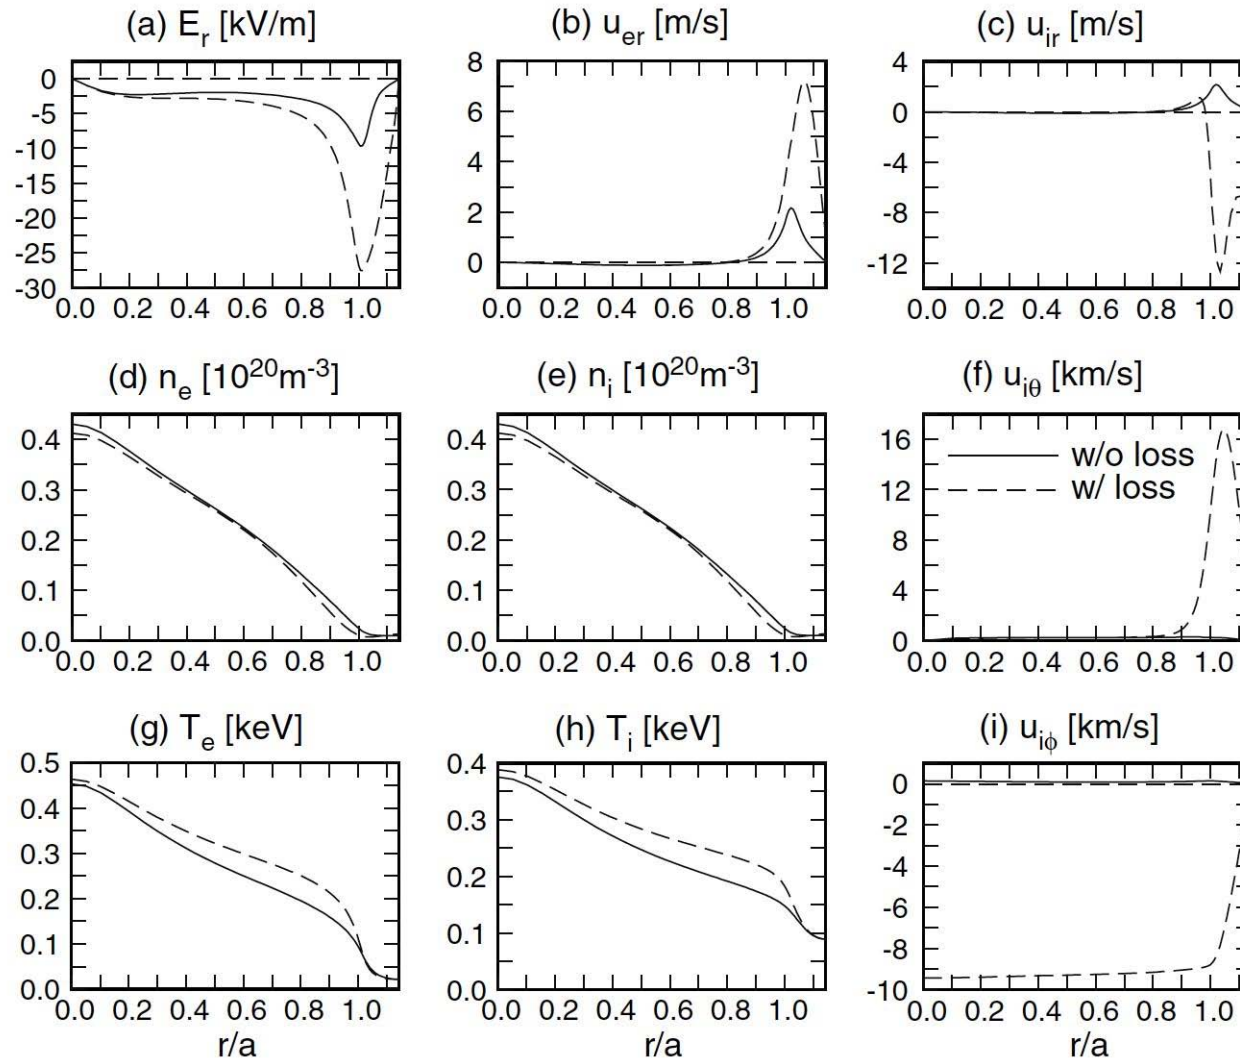 (a) E_r [kV/m]
0
-5
-10
-15
-20
-25
-30
0.0 0.2 0.4 0.6 0.8 1.0
(b) u_er [m/s]
8
6
4
2
0
0.0 0.2 0.4 0.6 0.8 1.0
(c) u_ir [m/s]
4
0
-4
-8
-12
0.0 0.2 0.4 0.6 0.8 1.0
(d) n_e [10^20m^-3]
0.4
0.3
0.2
0.1
0.0
0.0 0.2 0.4 0.6 0.8 1.0
(e) n_i [10^20m^-3]
0.4
0.3
0.2
0.1
0.0
0.0 0.2 0.4 0.6 0.8 1.0
(f) u_iθ [km/s]
16
12
8
4
0
w/o loss
w/ loss
0.0 0.2 0.4 0.6 0.8 1.0
(g) T_e [keV]
0.5
0.4
0.3
0.2
0.1
0.0
0.0 0.2 0.4 0.6 0.8 1.0
r/a
(h) T_i [keV]
0.4
0.3
0.2
0.1
0.0
0.0 0.2 0.4 0.6 0.8 1.0
r/a
(i) u_iϕ [km/s]
0
-2
-4
-6
-8
-10
0.0 0.2 0.4 0.6 0.8 1.0
r/a